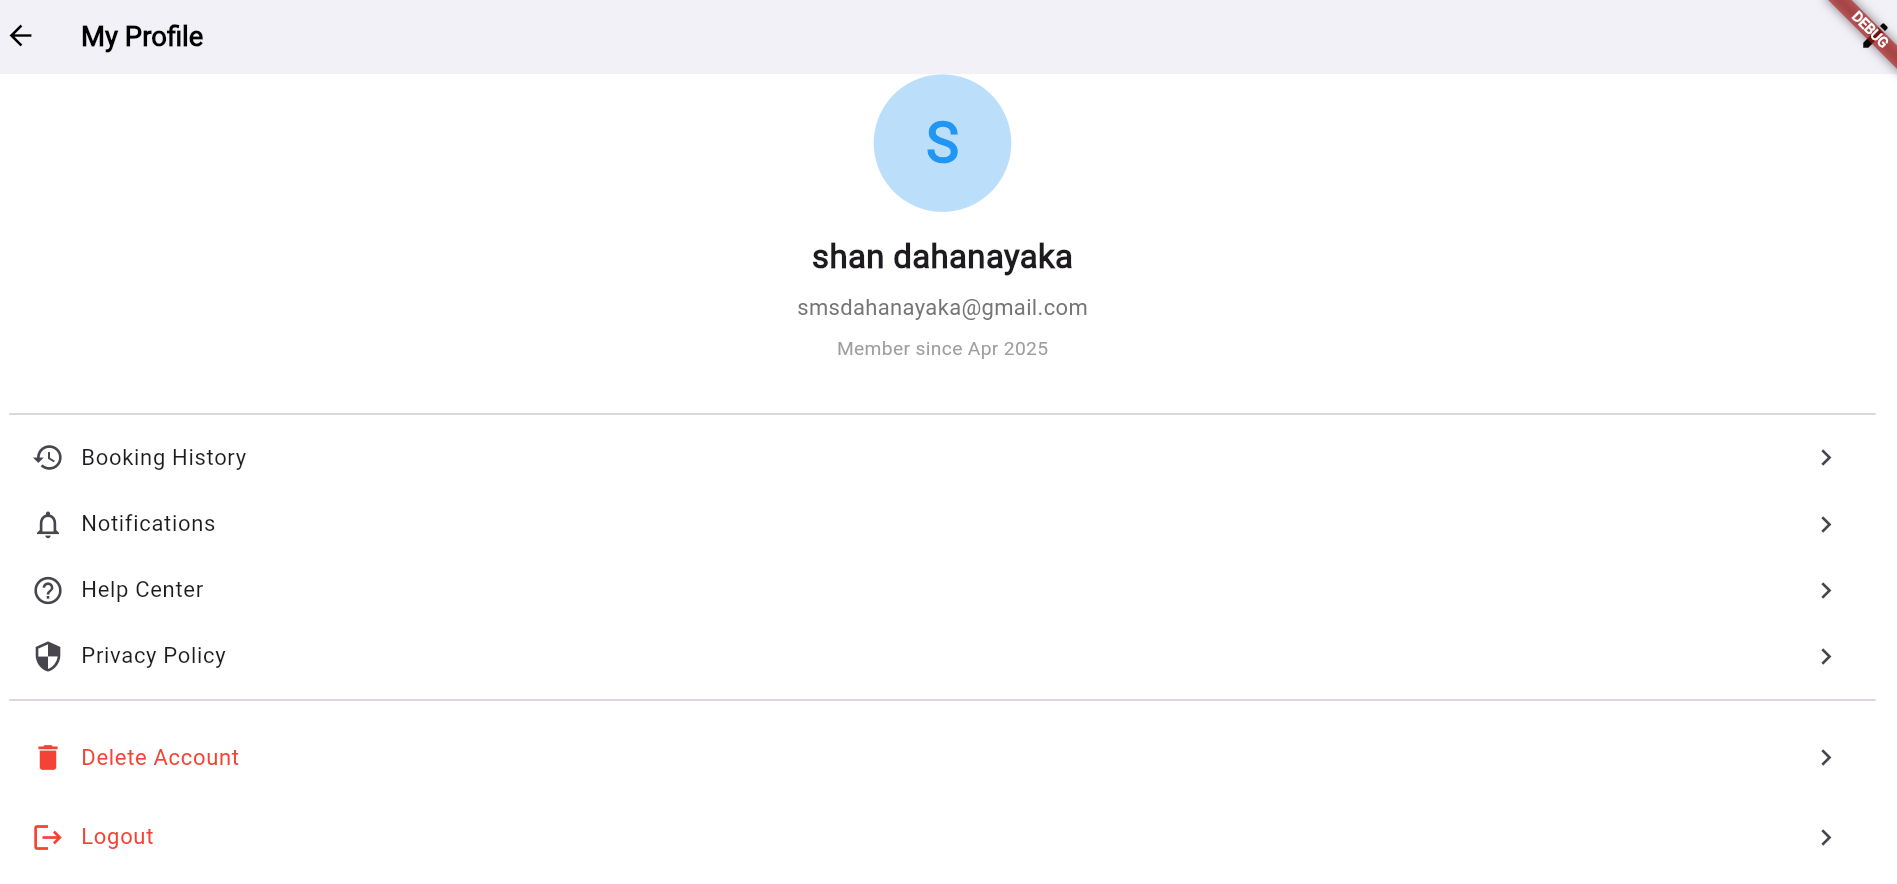 My Profile
DEBUG
S
shan dahanayaka
smsdahanayaka@gmail.com
Member since Apr 2025
Booking History
Notifications
Help Center
Privacy Policy
Delete Account
Logout